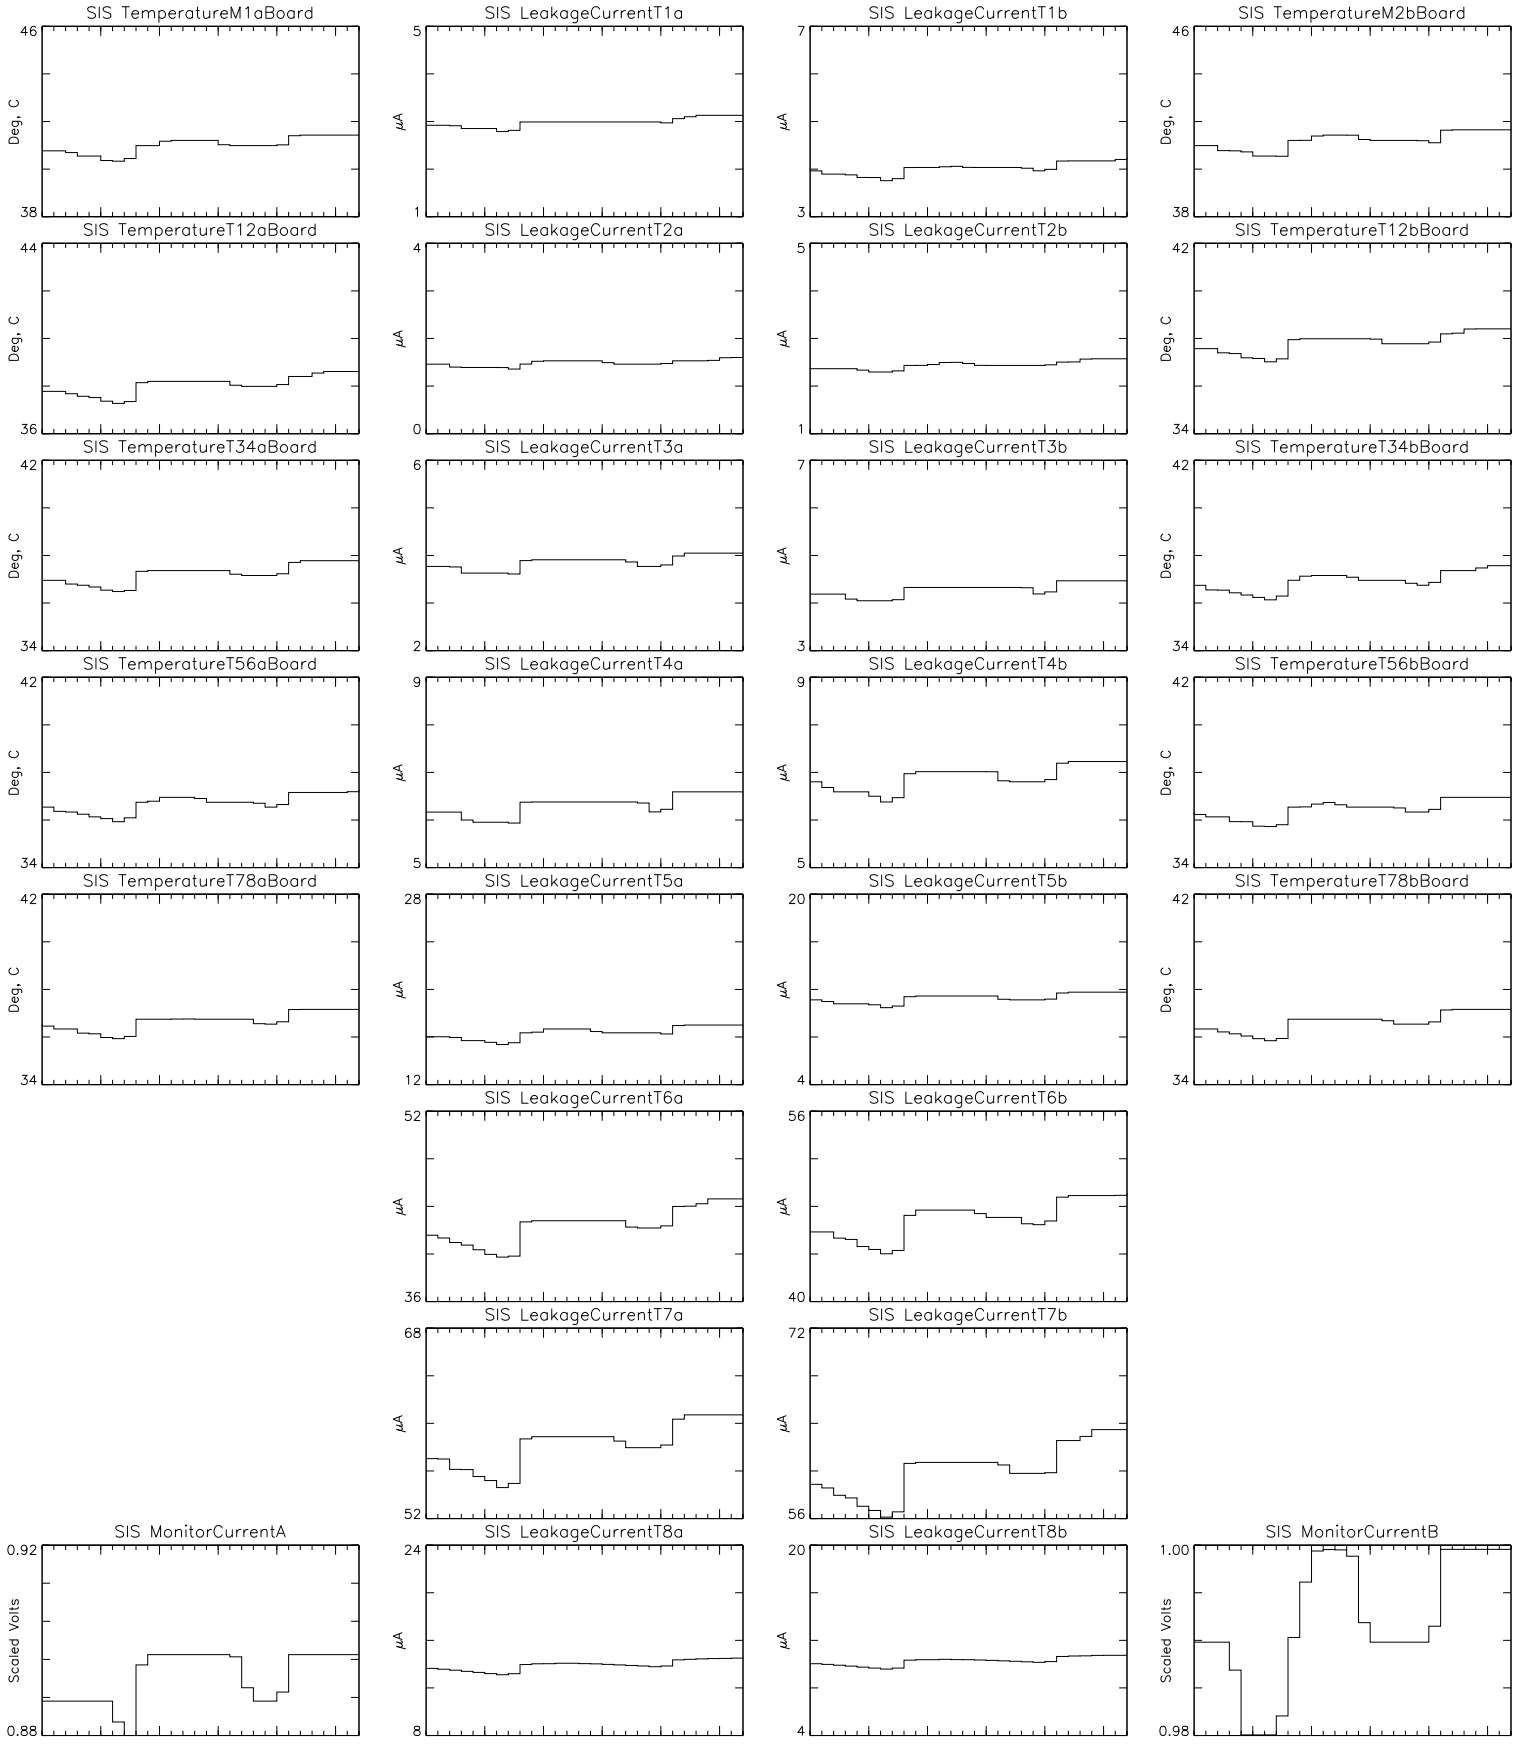 SIS TemperatureM1aBoard
46
Deg, C
38
SIS LeakageCurrentT1a
5
µA
1
SIS LeakageCurrentT1b
7
µA
3
SIS TemperatureM2bBoard
46
Deg, C
38
SIS TemperatureT12aBoard
44
Deg, C
36
SIS LeakageCurrentT2a
4
µA
0
SIS LeakageCurrentT2b
5
µA
1
SIS TemperatureT12bBoard
42
Deg, C
34
SIS TemperatureT34aBoard
42
Deg, C
34
SIS LeakageCurrentT3a
6
µA
2
SIS LeakageCurrentT3b
7
µA
3
SIS TemperatureT34bBoard
42
Deg, C
34
SIS TemperatureT56aBoard
42
Deg, C
34
SIS LeakageCurrentT4a
9
µA
5
SIS LeakageCurrentT4b
9
µA
5
SIS TemperatureT56bBoard
42
Deg, C
34
SIS TemperatureT78aBoard
42
Deg, C
34
SIS LeakageCurrentT5a
28
µA
12
SIS LeakageCurrentT5b
20
µA
4
SIS TemperatureT78bBoard
42
Deg, C
34
SIS LeakageCurrentT6a
52
µA
36
SIS LeakageCurrentT6b
56
µA
40
SIS LeakageCurrentT7a
68
µA
52
SIS LeakageCurrentT7b
72
µA
56
SIS MonitorCurrentA
0.92
Scaled Volts
0.88
SIS LeakageCurrentT8a
24
µA
8
SIS LeakageCurrentT8b
20
µA
4
SIS MonitorCurrentB
1.00
Scaled Volts
0.98